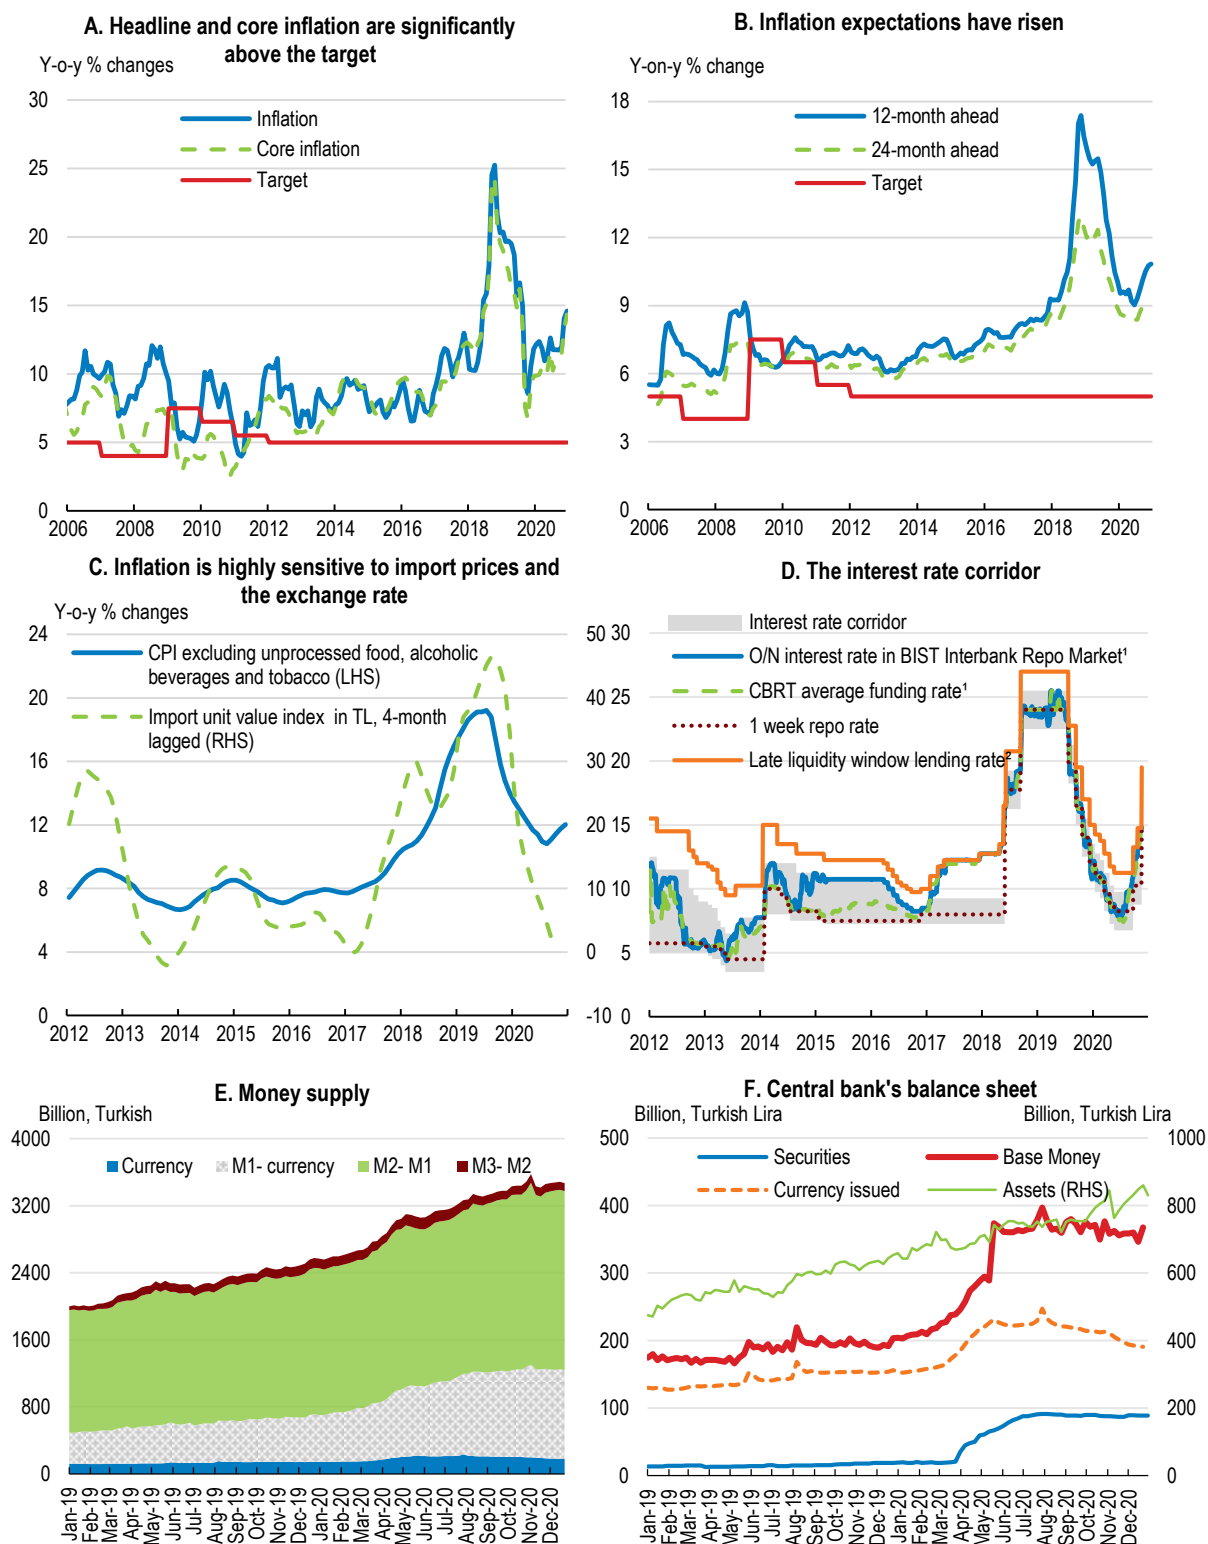 A. Headline and core inflation are significantly
above the target
Y-o-y % changes
30
25
20
15
10
5
0
Inflation
Core inflation
Target
2006
2008
2010
2012
2014
2016
2018
2020
B. Inflation expectations have risen
Y-on-y % change
18
15
12
9
6
3
0
12-month ahead
24-month ahead
Target
2006
2008
2010
2012
2014
2016
2018
2020
C. Inflation is highly sensitive to import prices and
the exchange rate
Y-o-y % changes
24
20
16
12
8
4
0
CPI excluding unprocessed food, alcoholic
beverages and tobacco (LHS)
Import unit value index in TL, 4-month
lagged (RHS)
50
40
30
20
10
0
-10
2012
2013
2014
2015
2016
2017
2018
2019
2020
D. The interest rate corridor
30
25
20
15
10
5
0
Interest rate corridor
O/N interest rate in BIST Interbank Repo Market¹
CBRT average funding rate¹
1 week repo rate
Late liquidity window lending rate²
2012
2013
2014
2015
2016
2017
2018
2019
2020
E. Money supply
Billion, Turkish
4000
3200
2400
1600
800
0
Currency
M1- currency
M2- M1
M3- M2
Jan-19
Feb-19
Mar-19
Apr-19
May-19
Jun-19
Jul-19
Aug-19
Sep-19
Oct-19
Nov-19
Dec-19
Jan-20
Feb-20
Mar-20
Apr-20
May-20
Jun-20
Jul-20
Aug-20
Sep-20
Oct-20
Nov-20
Dec-20
F. Central bank's balance sheet
Billion, Turkish Lira
Billion, Turkish Lira
500
400
300
200
100
0
Securities
Base Money
Currency issued
Assets (RHS)
1000
800
600
400
200
0
Jan-19
Feb-19
Mar-19
Apr-19
May-19
Jun-19
Jul-19
Aug-19
Sep-19
Oct-19
Nov-19
Dec-19
Jan-20
Feb-20
Mar-20
Apr-20
May-20
Jun-20
Jul-20
Aug-20
Sep-20
Oct-20
Nov-20
Dec-20